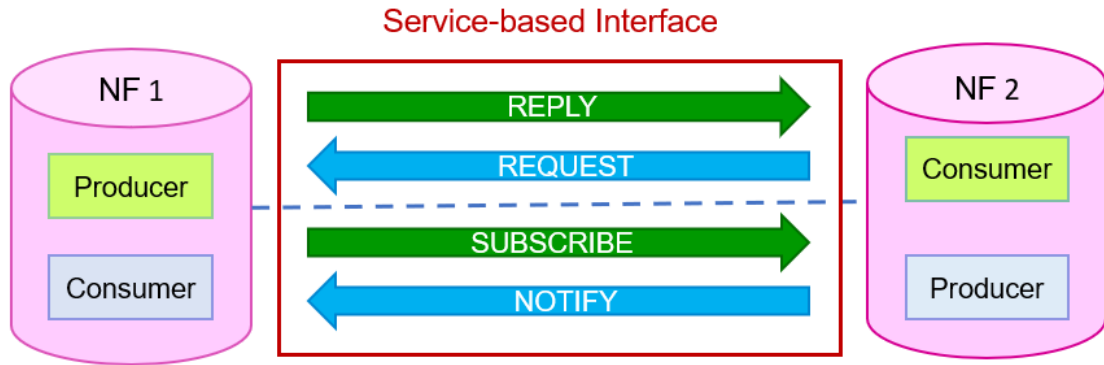 Service-based Interface
NF 1
REPLY
NF 2
REQUEST
Producer
Consumer
SUBSCRIBE
Consumer
NOTIFY
Producer